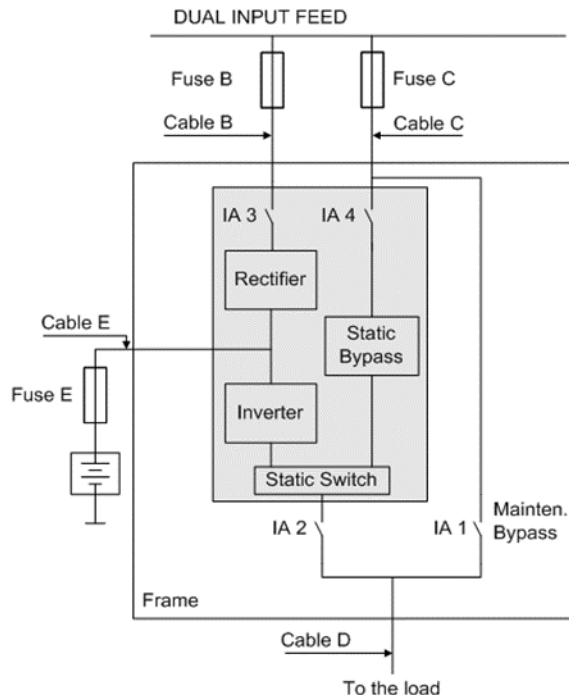 DUAL INPUT FEED
Fuse B
Fuse C
Cable B
Cable C
IA 3
IA 4
Rectifier
Cable E
Static
Bypass
Fuse E
Inverter
Static Switch
IA 2
IA 1
Mainten.
Bypass
Frame
Cable D
To the load